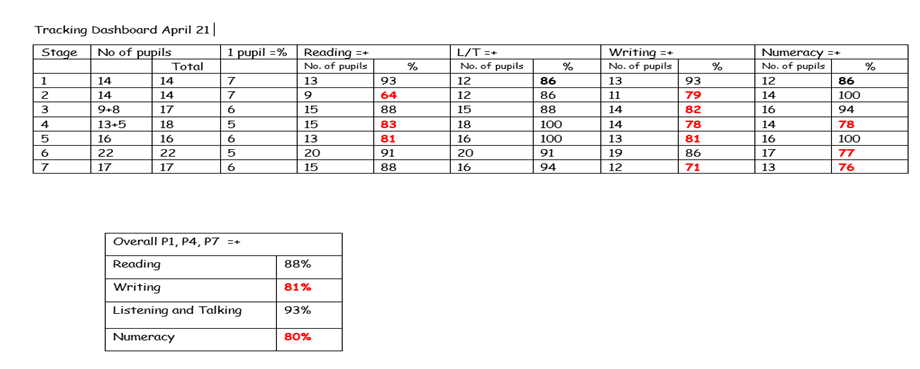 Tracking Dashboard April 21
Stage No of pupils 1 pupil =% Reading =+ L/T =+ Writing =+ Numeracy =+
Total No. of pupils % No. of pupils % No. of pupils % No. of pupils %
1 14 14 7 13 93 12 86 13 93 12 86
2 14 14 7 9 64 12 86 11 79 14 100
3 9+8 17 6 15 88 15 88 14 82 16 94
4 13+5 18 5 15 83 18 100 14 78 14 78
5 16 16 6 13 81 16 100 13 81 16 100
6 22 22 5 20 91 20 91 19 86 17 77
7 17 17 6 15 88 16 94 12 71 13 76
Overall P1, P4, P7 =+
Reading 88%
Writing 81%
Listening and Talking 93%
Numeracy 80%